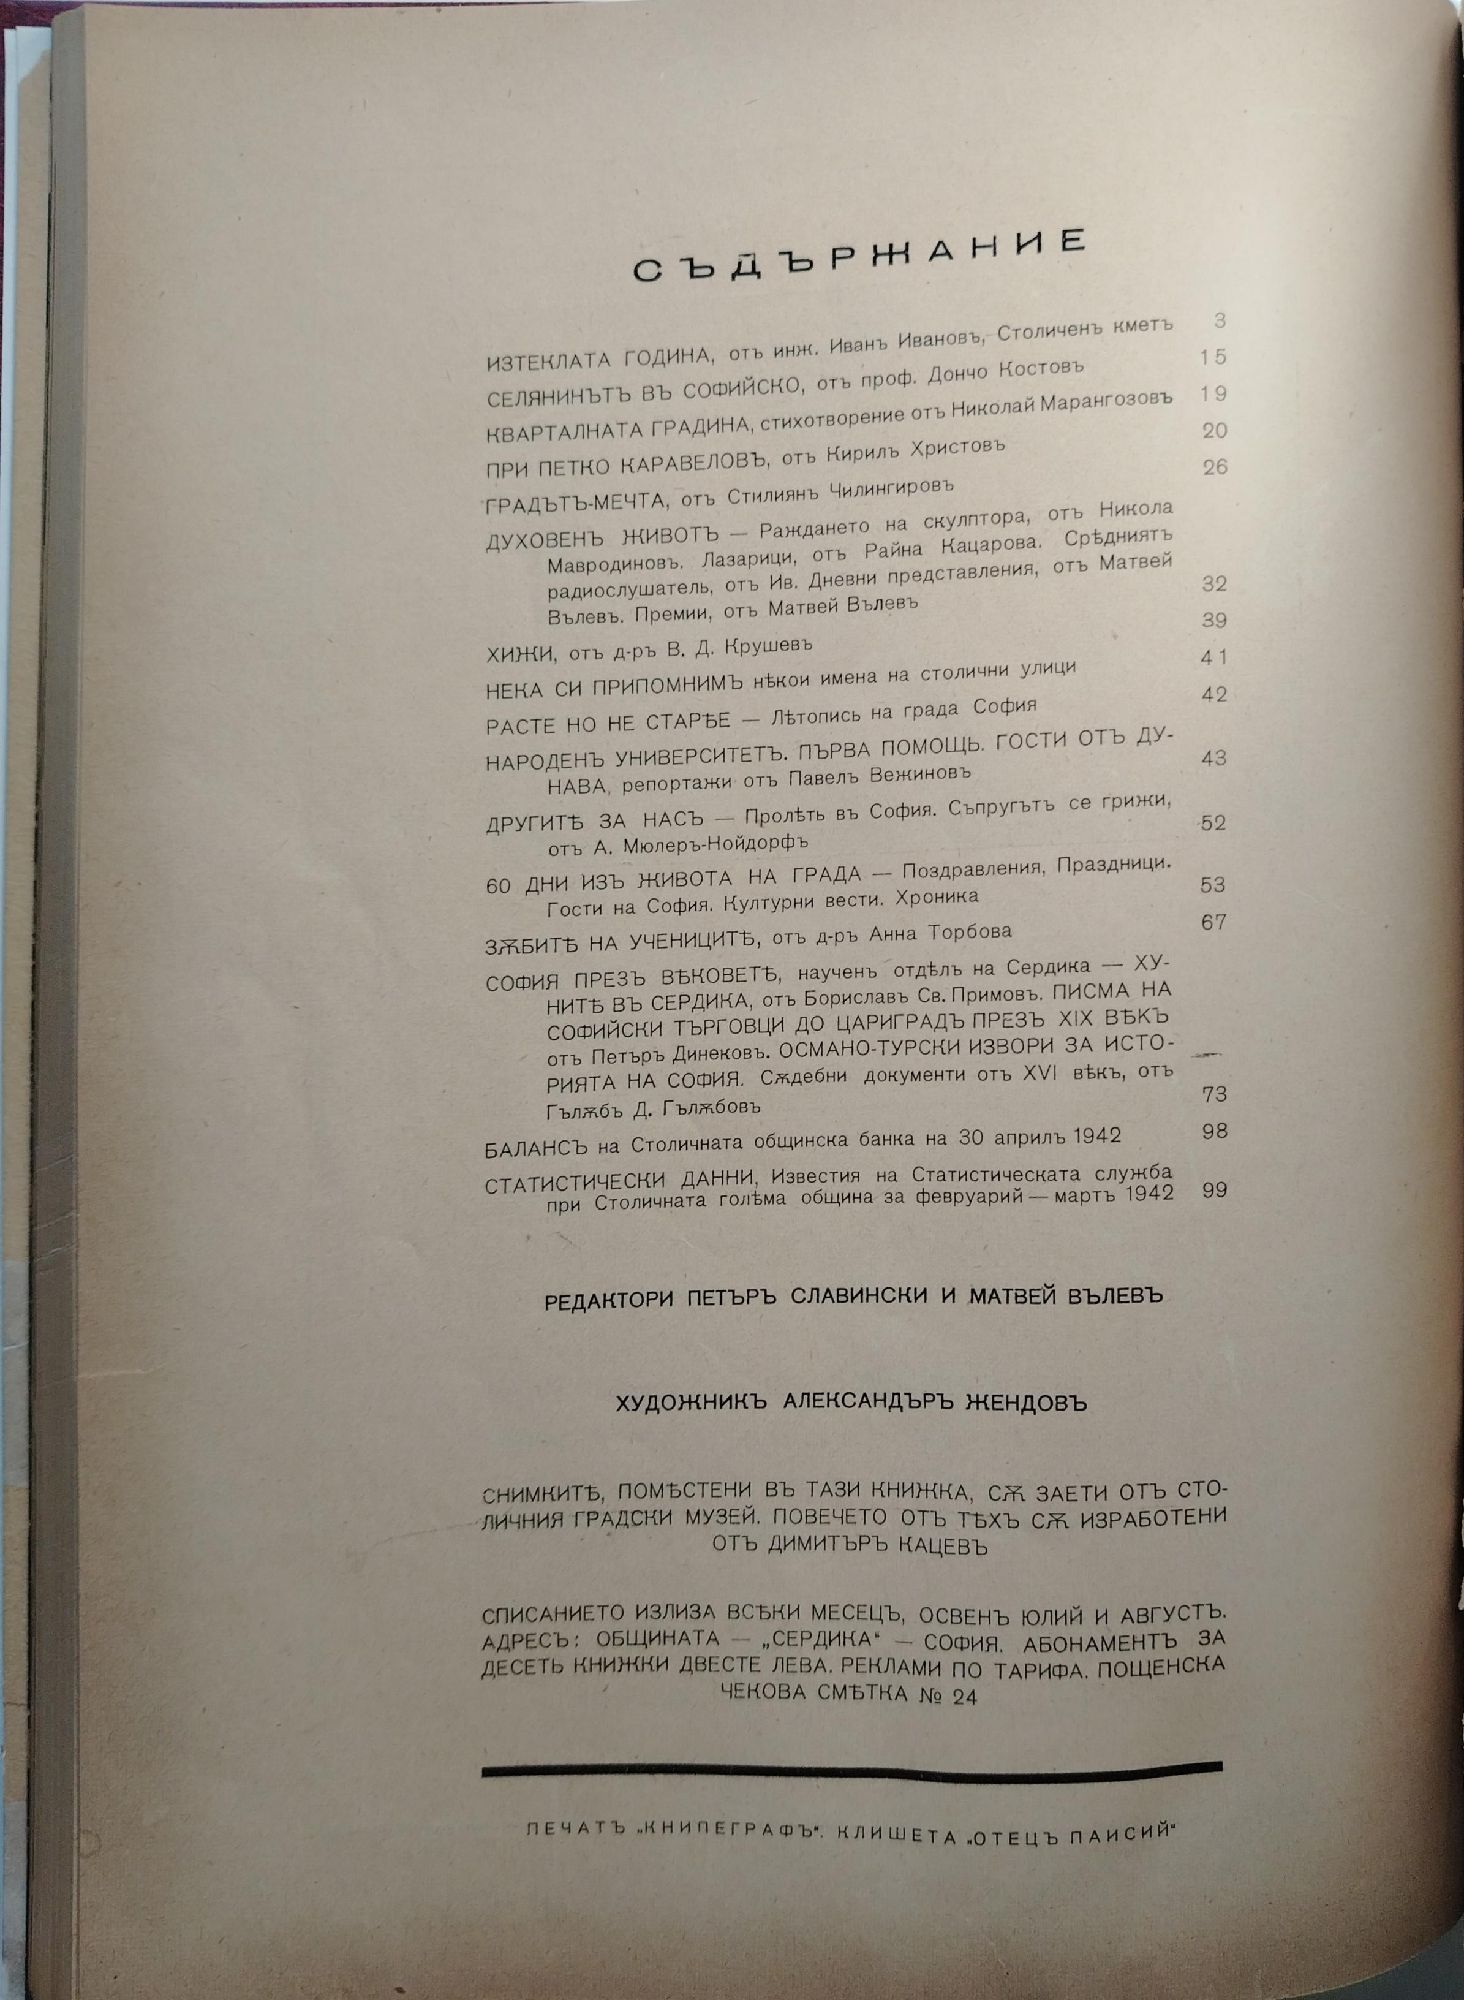 СЪДЪРЖАНИЕ
ИЗТЕКЛАТА ГОДИНА, отъ инж. Иванъ Ивановъ, Столиченъ кметъ 3
СЕЛЯНИНЪТЪ ВЪ СОФИЙСКО, отъ проф. Дончо Костовъ 15
КВАРТАЛНАТА ГРАДИНА, стихотворение отъ Николай Марангозовъ 19
ПРИ ПЕТКО КАРАВЕЛОВЪ, отъ Кирилъ Христовъ 20
ГРАДЪТЪ-МЕЧТА, отъ Стилиянъ Чилингировъ 26
ДУХОВЕНЪ ЖИВОТЪ — Раждането на скулптора, отъ Никола
Мавродиновъ. Лазарици, отъ Райна Кацарова. Срѣдниятъ
радиослушатель, отъ Ив. Дневни представления, отъ Матвей
Вълевъ. Премии, отъ Матвей Вълевъ 32
ХИЖИ, отъ д-ръ В. Д. Крушевъ 39
НЕКА СИ ПРИПОМНИМЪ нѣкои имена на столични улици 41
РАСТЕ НО НЕ СТАРѢЕ — Лѣтопись на града София 42
НАРОДЕНЪ УНИВЕРСИТЕТЪ. ПЪРВА ПОМОЩЬ. ГОСТИ ОТЪ ДУ-
НАВА, репортажи отъ Павелъ Вежиновъ 43
ДРУГИТѢ ЗА НАСЪ — Пролѣть въ София. Съпругътъ се грижи,
отъ А. Мюлеръ-Нойдорфъ 52
60 ДНИ ИЗЪ ЖИВОТА НА ГРАДА — Поздравления, Праздници.
Гости на София. Културни вести. Хроника 53
ЗѪБИТѢ НА УЧЕНИЦИТѢ, отъ д-ръ Анна Торбова 67
СОФИЯ ПРЕЗЪ ВѢКОВЕТѢ, наученъ отдѣлъ на Сердика — ХУ-
НИТѢ ВЪ СЕРДИКА, отъ Бориславъ Св. Примовъ. ПИСМА НА
СОФИЙСКИ ТЪРГОВЦИ ДО ЦАРИГРАДЪ ПРЕЗЪ XIX ВѢКЪ
отъ Петъръ Динековъ. ОСМАНО-ТУРСКИ ИЗВОРИ ЗА ИСТО-
РИЯТА НА СОФИЯ. Сѫдебни документи отъ XVI вѣкъ, отъ
Гълѫбъ Д. Гълѫбовъ 73
БАЛАНСЪ на Столичната общинска банка на 30 априлъ 1942 98
СТАТИСТИЧЕСКИ ДАННИ, Известия на Статистическата служба
при Столичната голѣма община за февруарий — мартъ 1942 99
РЕДАКТОРИ ПЕТЪРЪ СЛАВИНСКИ И МАТВЕЙ ВЪЛЕВЪ
ХУДОЖНИКЪ АЛЕКСАНДЪРЪ ЖЕНДОВЪ
СНИМКИТѢ, ПОМѢСТЕНИ ВЪ ТАЗИ КНИЖКА, СѪ ЗАЕТИ ОТЪ СТО-
ЛИЧНИЯ ГРАДСКИ МУЗЕЙ. ПОВЕЧЕТО ОТЪ ТѢХЪ СѪ ИЗРАБОТЕНИ
ОТЪ ДИМИТЪРЪ КАЦЕВЪ
СПИСАНИЕТО ИЗЛИЗА ВСѢКИ МЕСЕЦЪ, ОСВЕНЪ ЮЛИЙ И АВГУСТЪ.
АДРЕСЪ: ОБЩИНАТА — „СЕРДИКА“ — СОФИЯ. АБОНАМЕНТЪ ЗА
ДЕСЕТЬ КНИЖКИ ДВЕСТЕ ЛЕВА. РЕКЛАМИ ПО ТАРИФА. ПОЩЕНСКА
ЧЕКОВА СМѢТКА № 24
ПЕЧАТЪ „КНИПЕГРАФЪ“. КЛИШЕТА „ОТЕЦЪ ПАИСИЙ“